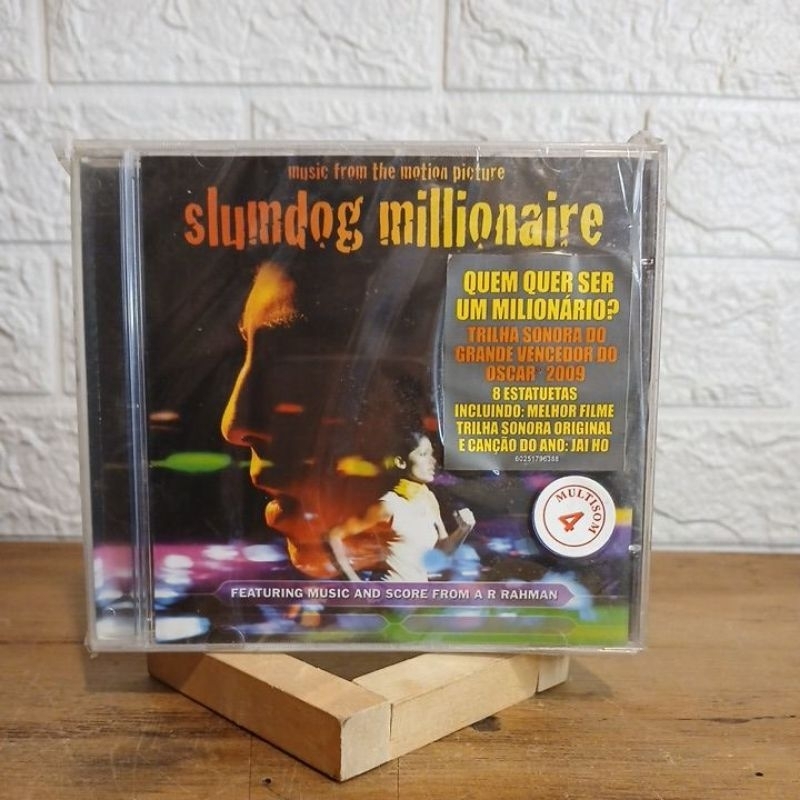 music from the motion picture
slumdog millionaire
QUEM QUER SER
UM MILIONÁRIO?
TRILHA SONORA DO
GRANDE VENCEDOR DO
OSCAR® 2009
8 ESTATUETAS
INCLUINDO: MELHOR FILME
TRILHA SONORA ORIGINAL
E CANÇÃO DO ANO: JAI HO
60251796388
MULTISOM
4
FEATURING MUSIC AND SCORE FROM A R RAHMAN